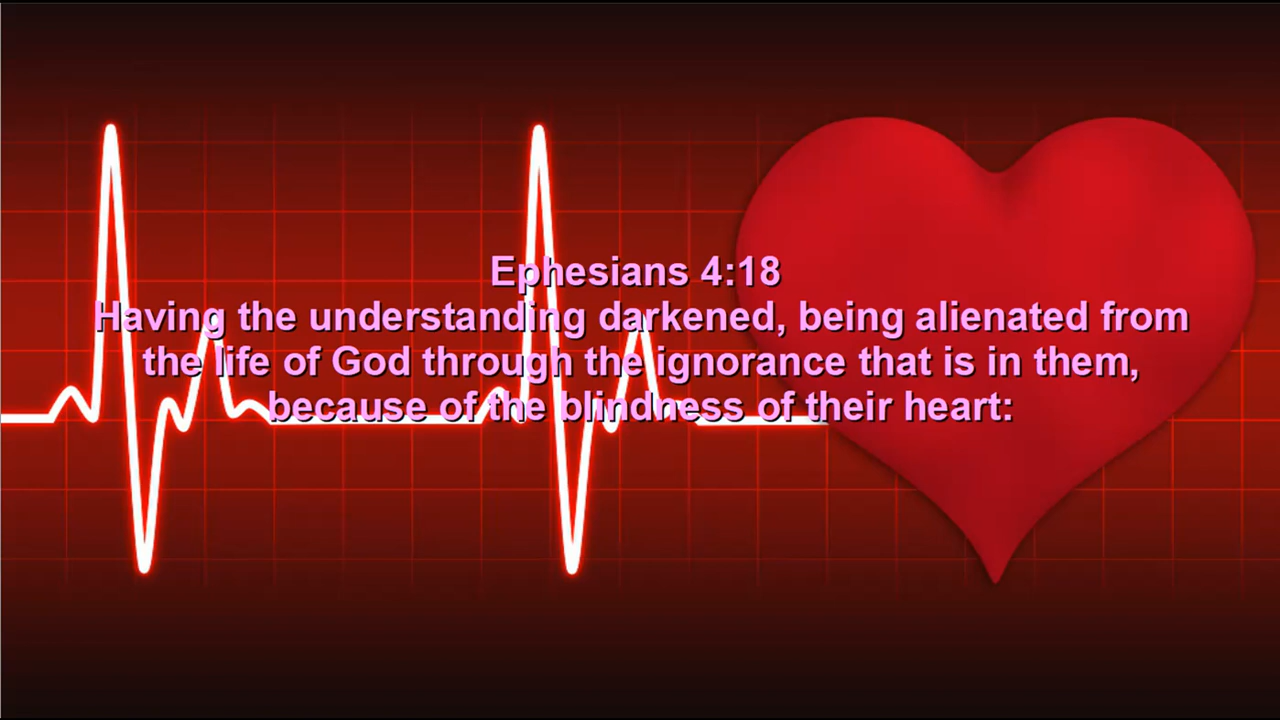 Ephesians 4:18
Having the understanding darkened, being alienated from
the life of God through the ignorance that is in them,
because of the blindness of their heart: